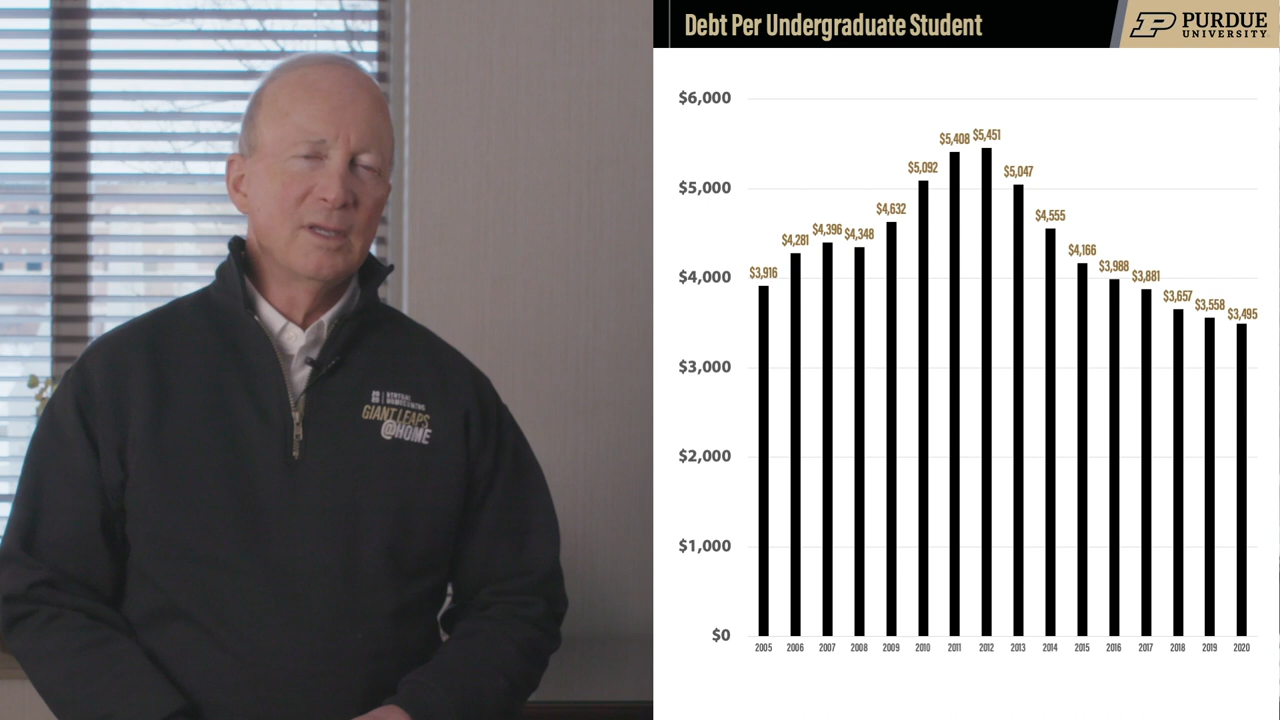 VIRTUAL
HOMECOMING
GIANT LEAPS
@HOME
Debt Per Undergraduate Student
PURDUE
UNIVERSITY
$6,000
$5,000
$4,000
$3,000
$2,000
$1,000
$0
$3,916
$4,281
$4,396
$4,348
$4,632
$5,092
$5,408
$5,451
$5,047
$4,555
$4,166
$3,988
$3,881
$3,657
$3,558
$3,495
2005 2006 2007 2008 2009 2010 2011 2012 2013 2014 2015 2016 2017 2018 2019 2020